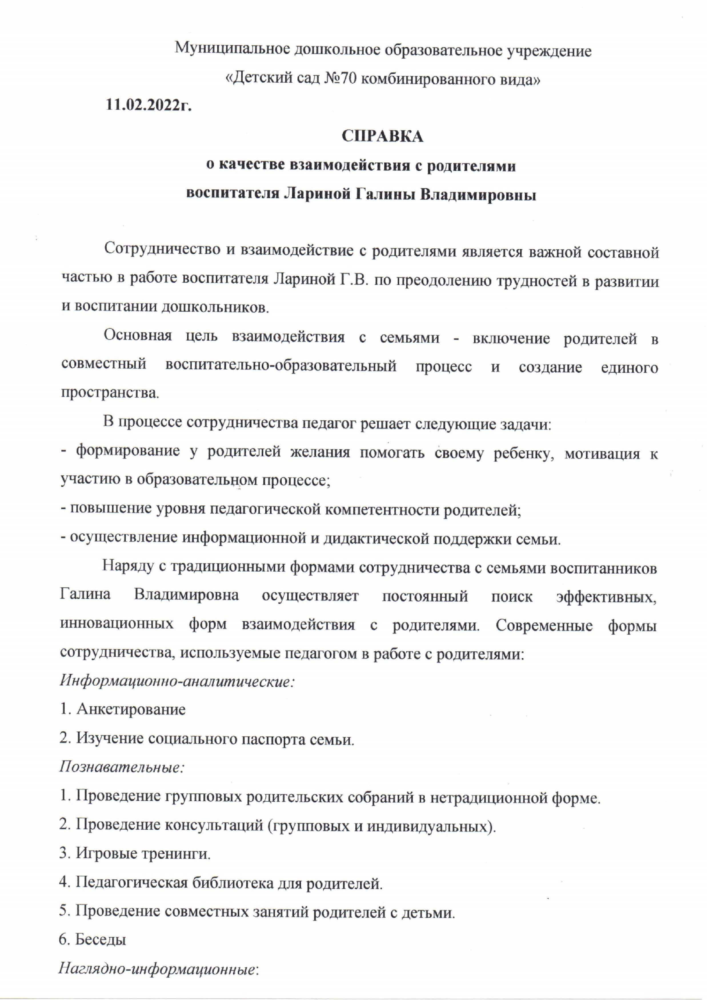 Муниципальное дошкольное образовательное учреждение
«Детский сад №70 комбинированного вида»
11.02.2022г.
СПРАВКА
о качестве взаимодействия с родителями
воспитателя Лариной Галины Владимировны
Сотрудничество и взаимодействие с родителями является важной составной
частью в работе воспитателя Лариной Г.В. по преодолению трудностей в развитии
и воспитании дошкольников.
Основная цель взаимодействия с семьями - включение родителей в
совместный воспитательно-образовательный процесс и создание единого
пространства.
В процессе сотрудничества педагог решает следующие задачи:
- формирование у родителей желания помогать своему ребенку, мотивация к
участию в образовательном процессе;
- повышение уровня педагогической компетентности родителей;
- осуществление информационной и дидактической поддержки семьи.
Наряду с традиционными формами сотрудничества с семьями воспитанников
Галина Владимировна осуществляет постоянный поиск эффективных,
инновационных форм взаимодействия с родителями. Современные формы
сотрудничества, используемые педагогом в работе с родителями:
Информационно-аналитические:
1. Анкетирование
2. Изучение социального паспорта семьи.
Познавательные:
1. Проведение групповых родительских собраний в нетрадиционной форме.
2. Проведение консультаций (групповых и индивидуальных).
3. Игровые тренинги.
4. Педагогическая библиотека для родителей.
5. Проведение совместных занятий родителей с детьми.
6. Беседы
Наглядно-информационные: